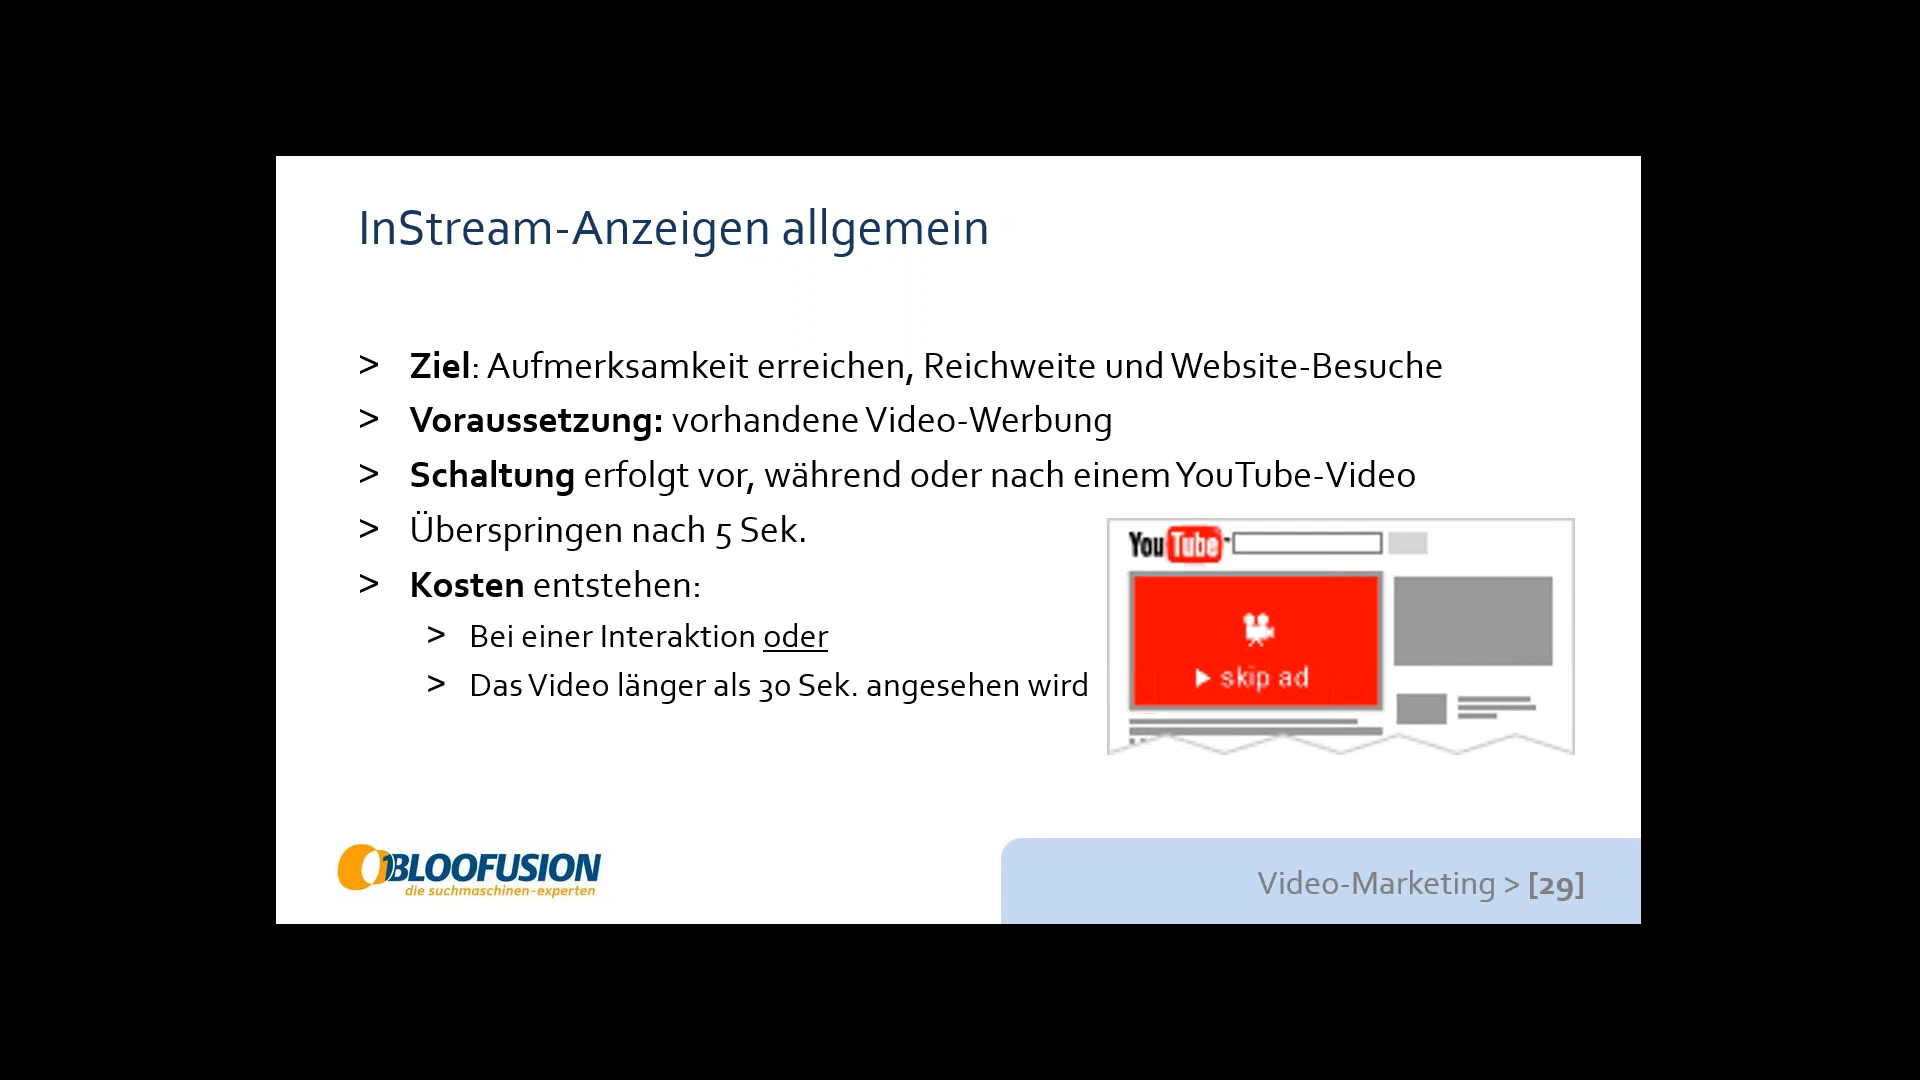 InStream-Anzeigen allgemein
> Ziel: Aufmerksamkeit erreichen, Reichweite und Website-Besuche
> Voraussetzung: vorhandene Video-Werbung
> Schaltung erfolgt vor, während oder nach einem YouTube-Video
> Überspringen nach 5 Sek.
> Kosten entstehen:
> Bei einer Interaktion oder
> Das Video länger als 30 Sek. angesehen wird
YouTube
skip ad
BLOOFUSION
die suchmaschinen-experten
Video-Marketing > [29]